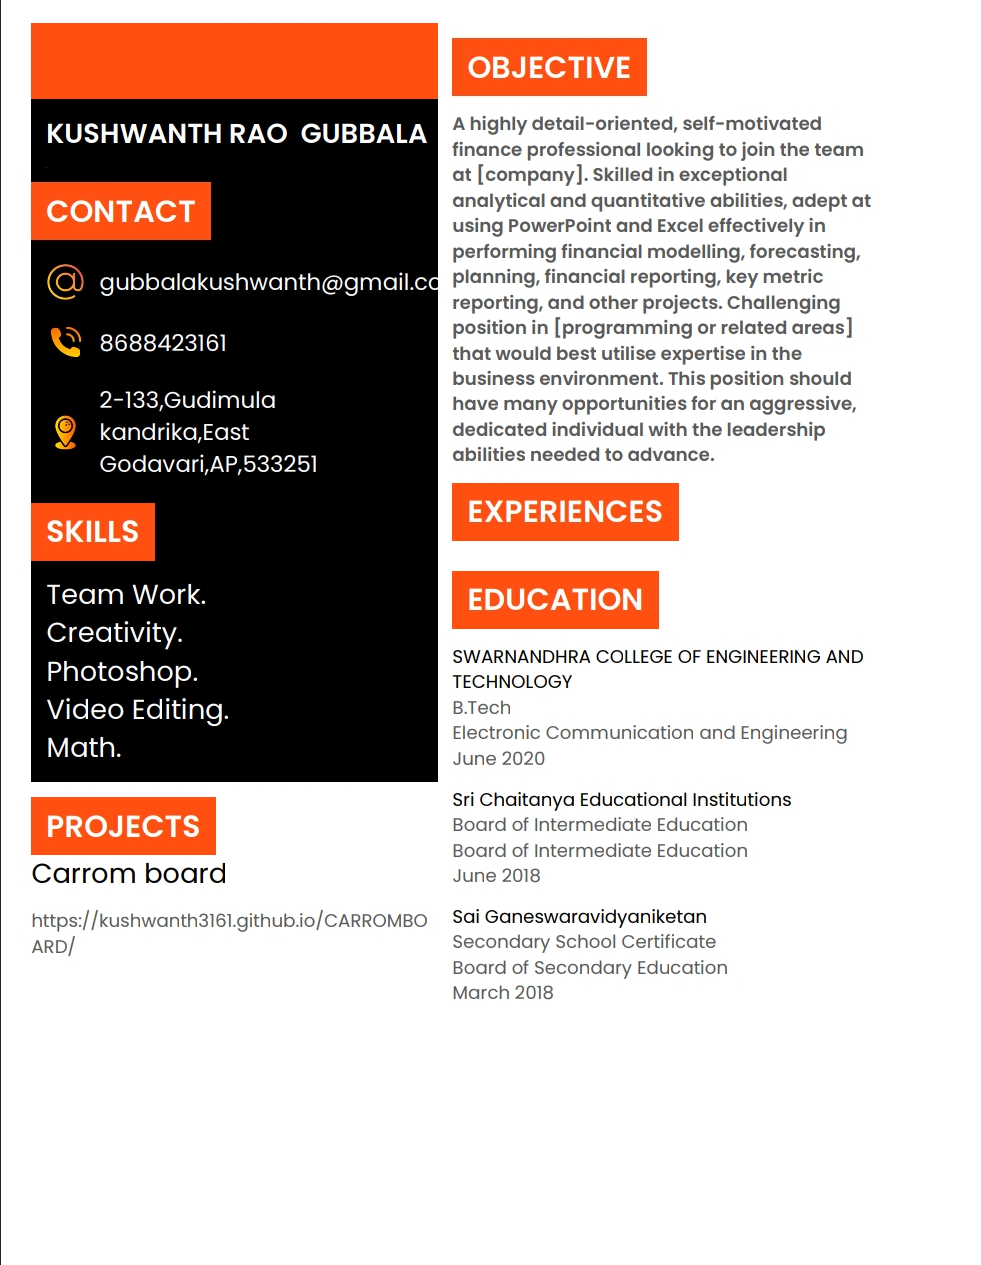 KUSHWANTH RAO GUBBALA
CONTACT
gubbalakushwanth@gmail.co
8688423161
2-133,Gudimula
kandrika,East
Godavari,AP,533251
SKILLS
Team Work.
Creativity.
Photoshop.
Video Editing.
Math.
PROJECTS
Carrom board
https://kushwanth3161.github.io/CARROMBO
ARD/
OBJECTIVE
A highly detail-oriented, self-motivated
finance professional looking to join the team
at [company]. Skilled in exceptional
analytical and quantitative abilities, adept at
using PowerPoint and Excel effectively in
performing financial modelling, forecasting,
planning, financial reporting, key metric
reporting, and other projects. Challenging
position in [programming or related areas]
that would best utilise expertise in the
business environment. This position should
have many opportunities for an aggressive,
dedicated individual with the leadership
abilities needed to advance.
EXPERIENCES
EDUCATION
SWARNANDHRA COLLEGE OF ENGINEERING AND
TECHNOLOGY
B.Tech
Electronic Communication and Engineering
June 2020
Sri Chaitanya Educational Institutions
Board of Intermediate Education
Board of Intermediate Education
June 2018
Sai Ganeswaravidyaniketan
Secondary School Certificate
Board of Secondary Education
March 2018